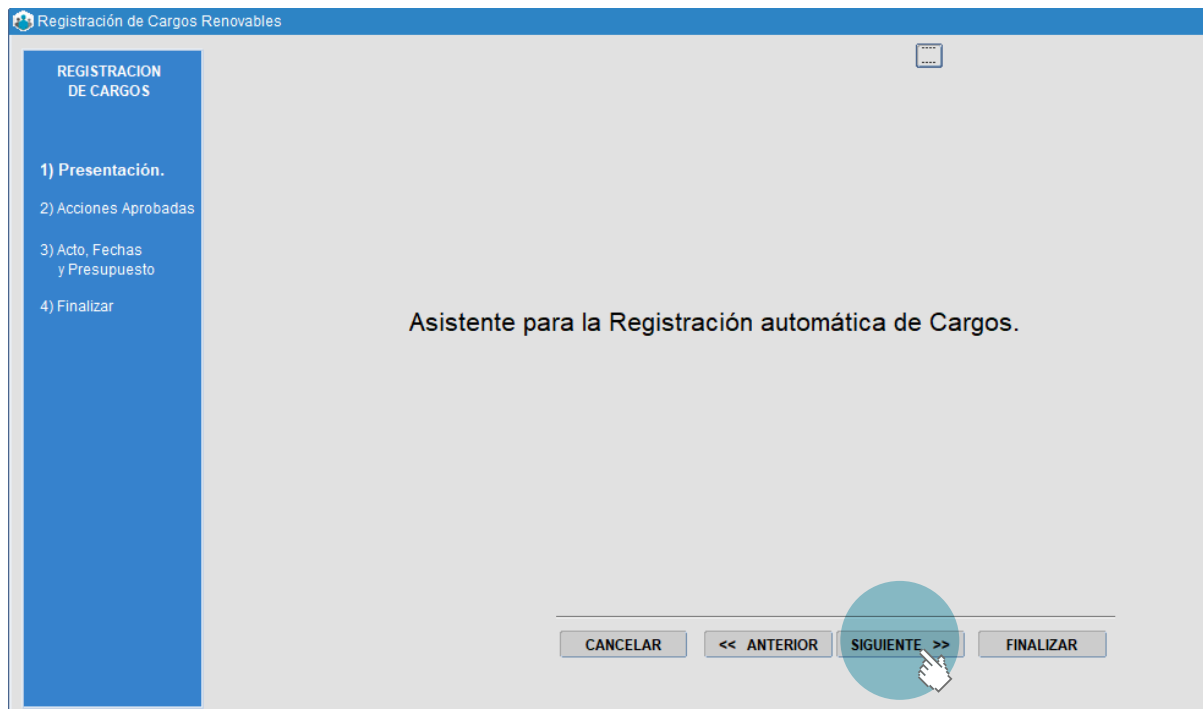 Registración de Cargos Renovables
REGISTRACION
DE CARGOS
1) Presentación.
2) Acciones Aprobadas
3) Acto, Fechas
y Presupuesto
4) Finalizar
Asistente para la Registración automática de Cargos.
CANCELAR
<< ANTERIOR
SIGUIENTE >>
FINALIZAR